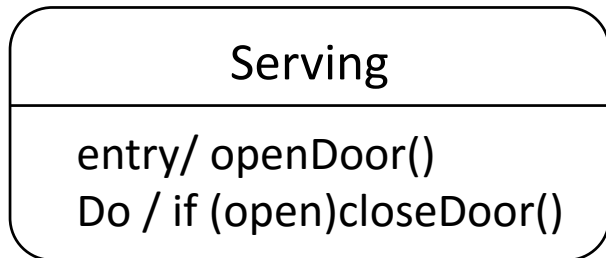 Serving
entry/ openDoor()
Do / if (open)closeDoor()